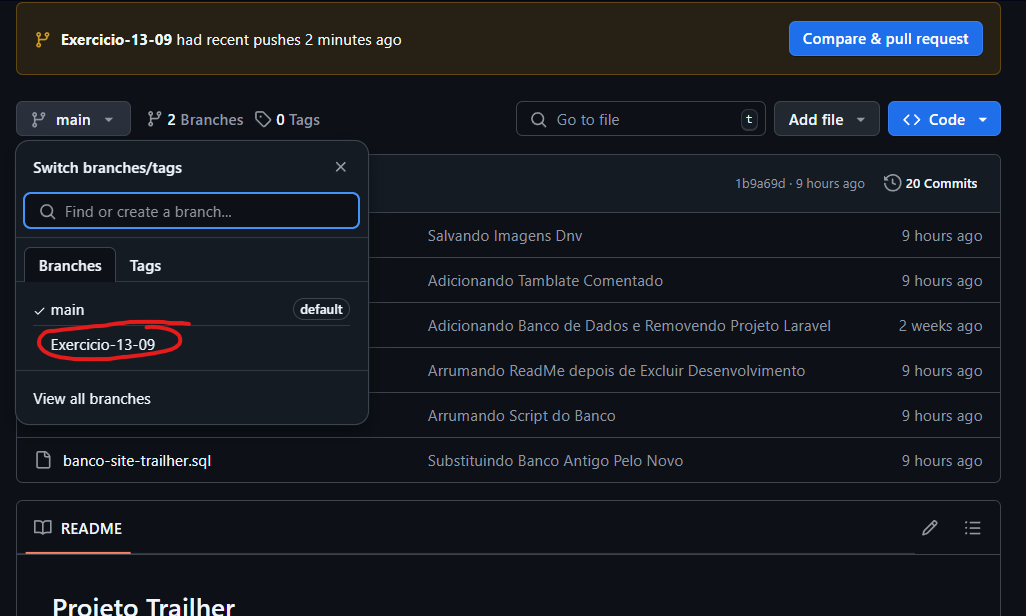 Exercicio-13-09 had recent pushes 2 minutes ago
Compare & pull request
main
2 Branches
0 Tags
Go to file
t
Add file
Code
Switch branches/tags
Find or create a branch...
Branches
Tags
main
default
Exercicio-13-09
View all branches
1b9a69d · 9 hours ago
20 Commits
Salvando Imagens Dnv
9 hours ago
Adicionando Tamblate Comentado
9 hours ago
Adicionando Banco de Dados e Removendo Projeto Laravel
2 weeks ago
Arrumando ReadMe depois de Excluir Desenvolvimento
9 hours ago
Arrumando Script do Banco
9 hours ago
banco-site-trailher.sql
Substituindo Banco Antigo Pelo Novo
9 hours ago
README
Projeto Trailher